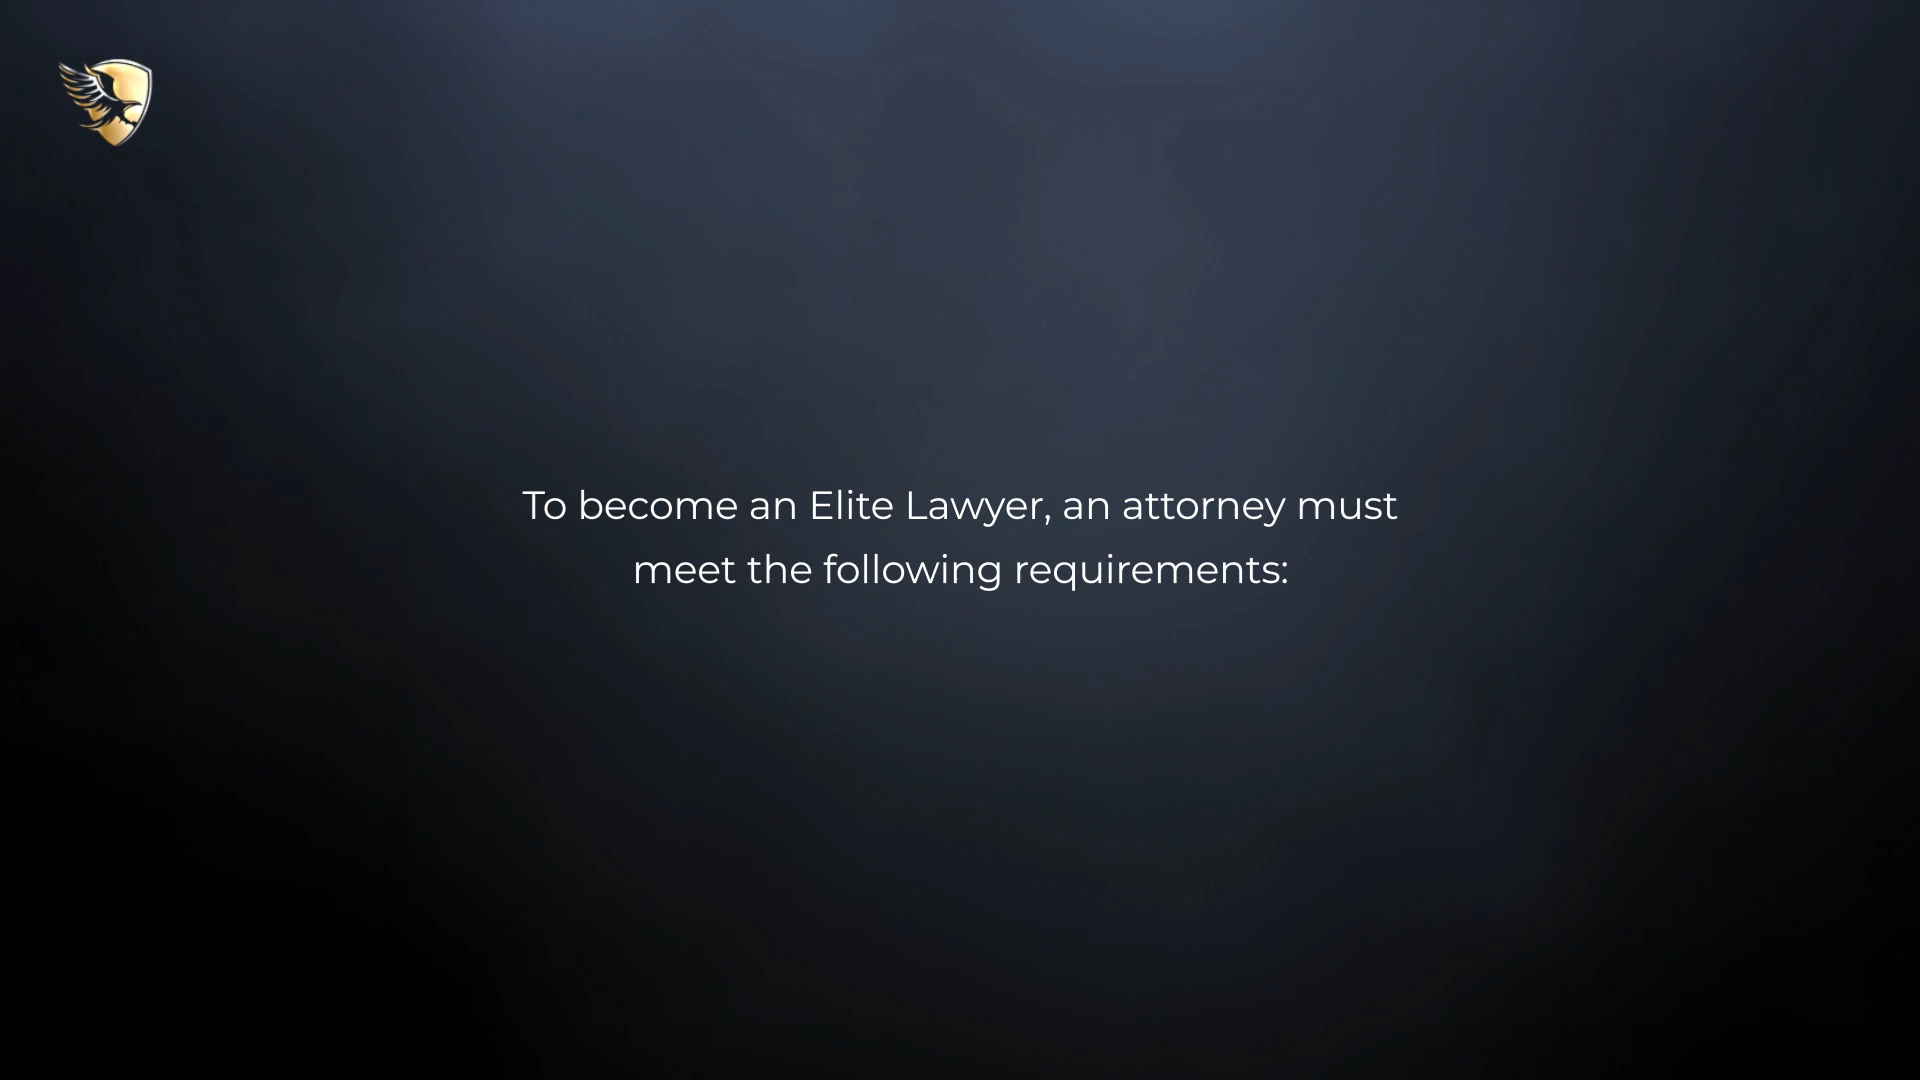 To become an Elite Lawyer, an attorney must
meet the following requirements: